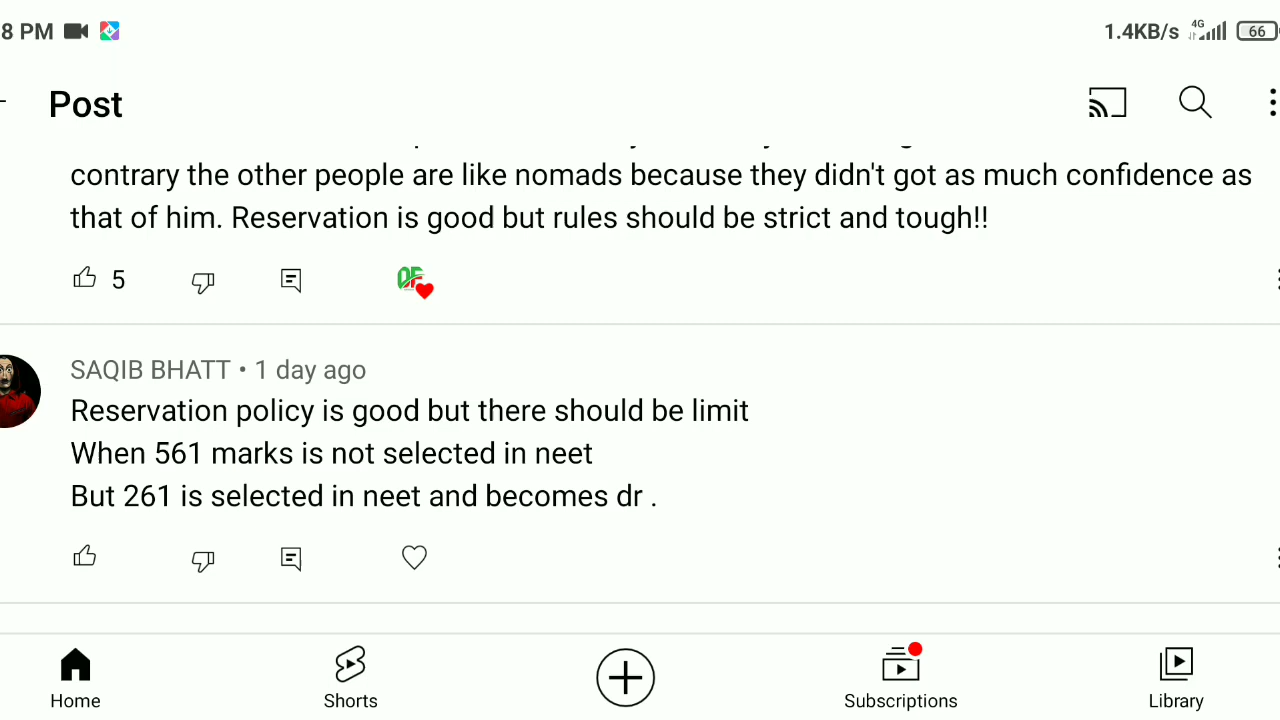 8 PM
1.4KB/s 4G 66
Post
contrary the other people are like nomads because they didn't got as much confidence as
that of him. Reservation is good but rules should be strict and tough!!
5
SAQIB BHATT • 1 day ago
Reservation policy is good but there should be limit
When 561 marks is not selected in neet
But 261 is selected in neet and becomes dr .
Home Shorts Subscriptions Library